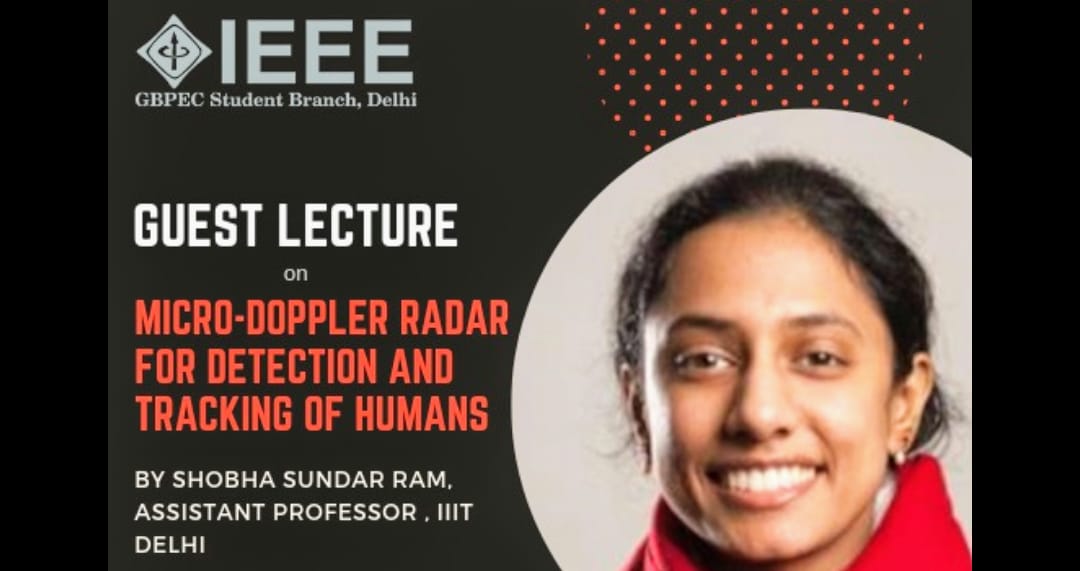 IEEE
GBPEC Student Branch, Delhi
GUEST LECTURE
on
MICRO-DOPPLER RADAR
FOR DETECTION AND
TRACKING OF HUMANS
BY SHOBHA SUNDAR RAM,
ASSISTANT PROFESSOR , IIIT
DELHI